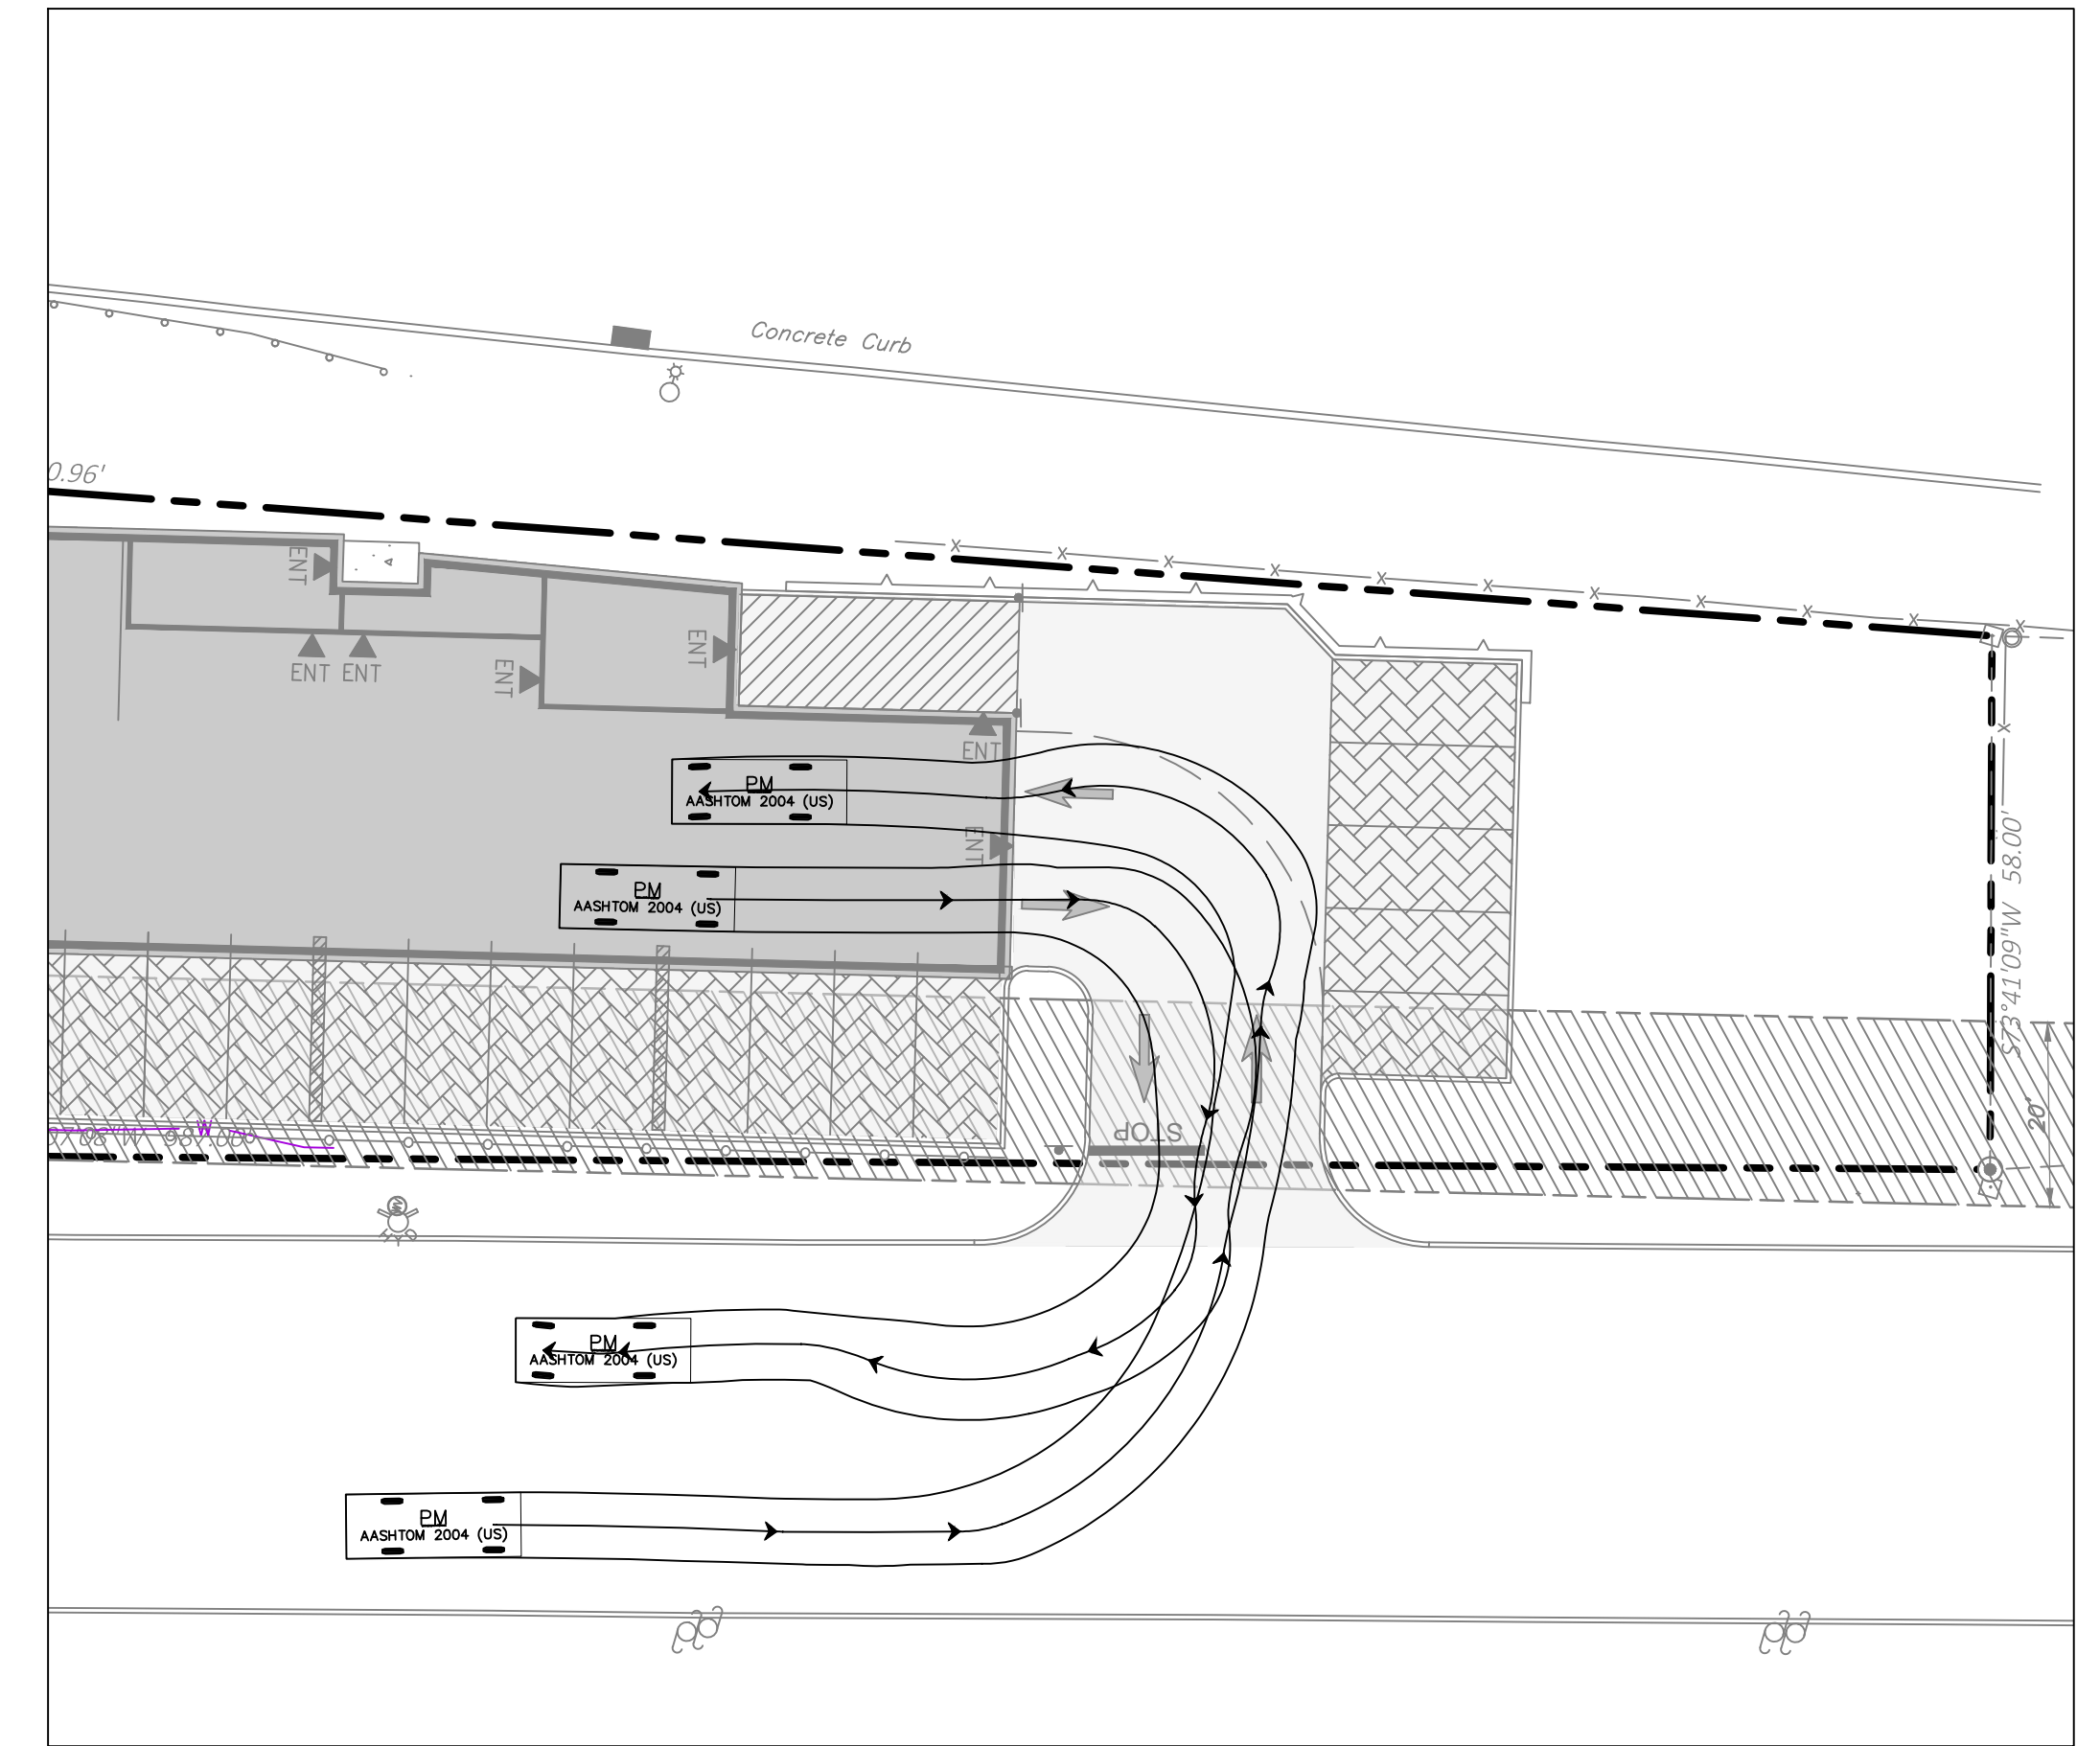 Concrete Curb
0.96'
ENT
ENT
ENT
ENT
ENT
ENT
ENT
PM
AASHTOM 2004 (US)
PM
AASHTOM 2004 (US)
S73°41'09"W 58.00'
20'
W
STOP
W
PM
AASHTOM 2004 (US)
PM
AASHTOM 2004 (US)